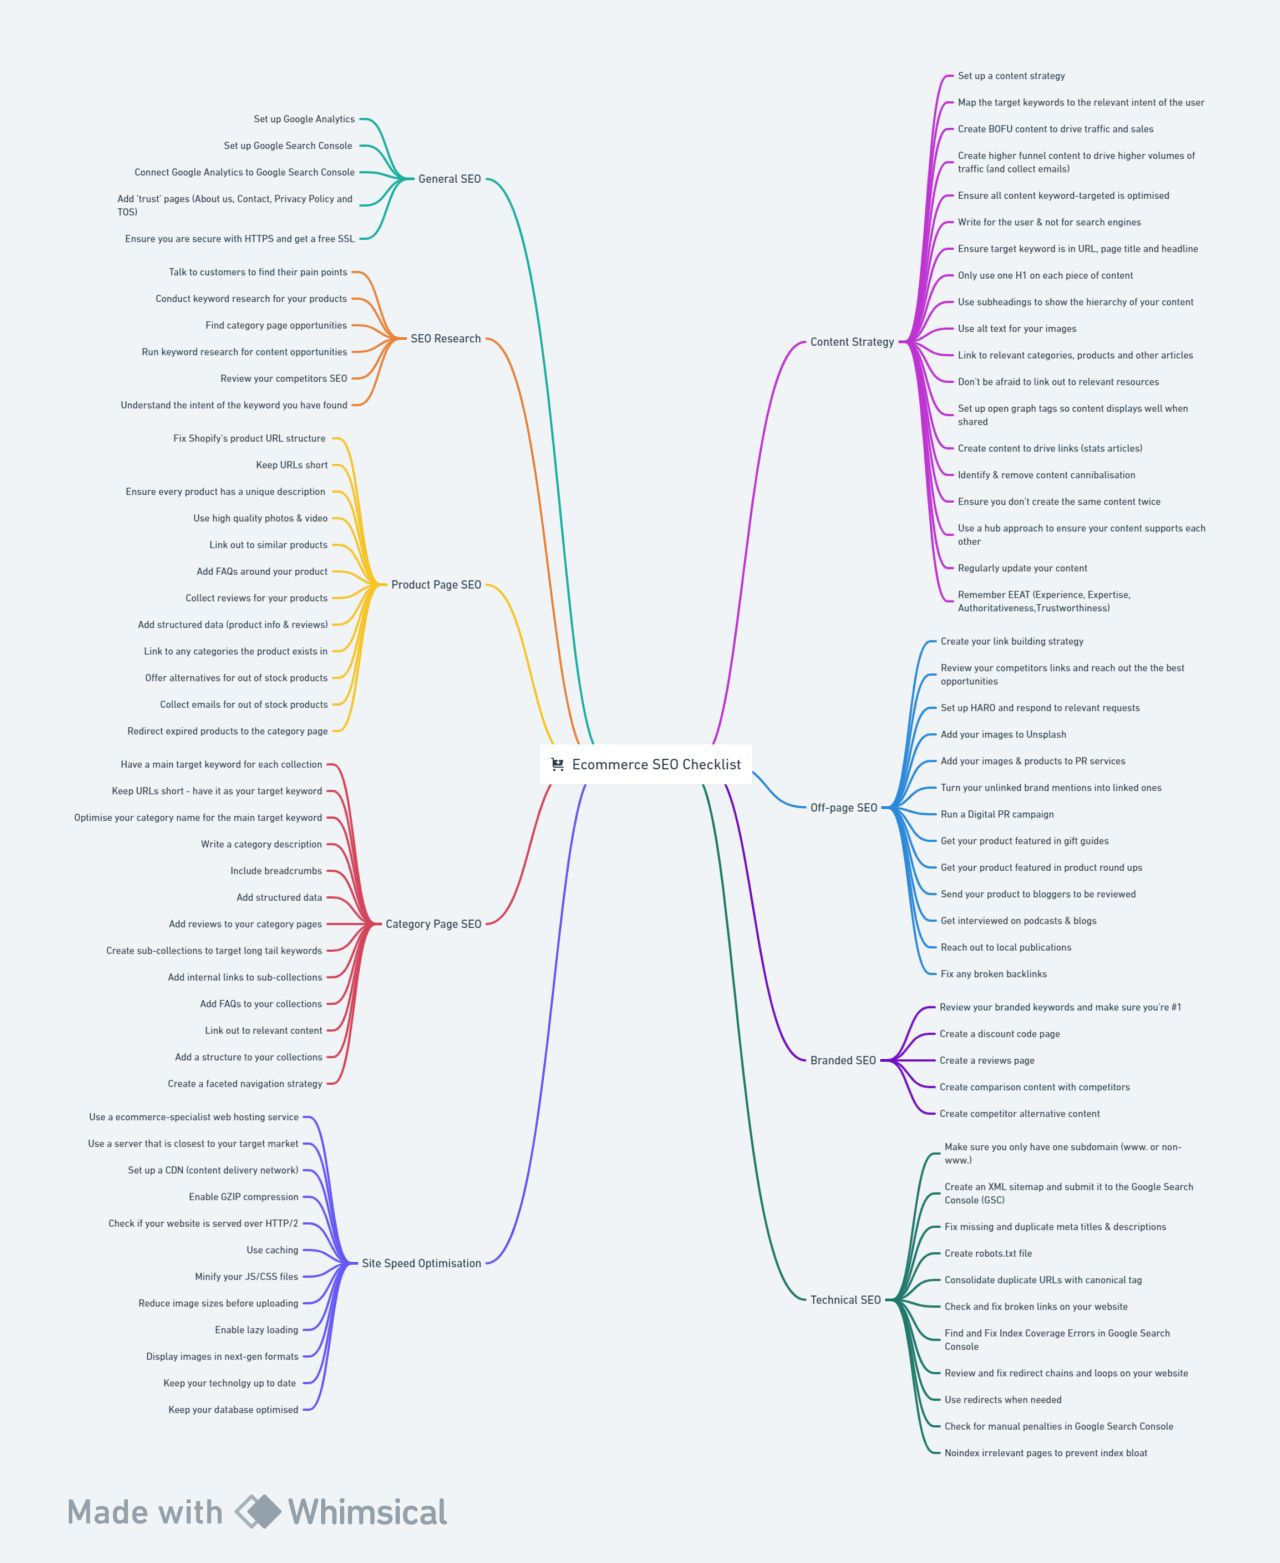 Ecommerce SEO Checklist
General SEO
Set up Google Analytics
Set up Google Search Console
Connect Google Analytics to Google Search Console
Add 'trust' pages (About us, Contact, Privacy Policy and
TOS)
Ensure you are secure with HTTPS and get a free SSL
SEO Research
Talk to customers to find their pain points
Conduct keyword research for your products
Find category page opportunities
Run keyword research for content opportunities
Review your competitors SEO
Understand the intent of the keyword you have found
Product Page SEO
Fix Shopify's product URL structure
Keep URLs short
Ensure every product has a unique description
Use high quality photos & video
Link out to similar products
Add FAQs around your product
Collect reviews for your products
Add structured data (product info & reviews)
Link to any categories the product exists in
Offer alternatives for out of stock products
Collect emails for out of stock products
Redirect expired products to the category page
Category Page SEO
Have a main target keyword for each collection
Keep URLs short - have it as your target keyword
Optimise your category name for the main target keyword
Write a category description
Include breadcrumbs
Add structured data
Add reviews to your category pages
Create sub-collections to target long tail keywords
Add internal links to sub-collections
Add FAQs to your collections
Link out to relevant content
Add a structure to your collections
Create a faceted navigation strategy
Site Speed Optimisation
Use a ecommerce-specialist web hosting service
Use a server that is closest to your target market
Set up a CDN (content delivery network)
Enable GZIP compression
Check if your website is served over HTTP/2
Use caching
Minify your JS/CSS files
Reduce image sizes before uploading
Enable lazy loading
Display images in next-gen formats
Keep your technolgy up to date
Keep your database optimised
Content Strategy
Set up a content strategy
Map the target keywords to the relevant intent of the user
Create BOFU content to drive traffic and sales
Create higher funnel content to drive higher volumes of
traffic (and collect emails)
Ensure all content keyword-targeted is optimised
Write for the user & not for search engines
Ensure target keyword is in URL, page title and headline
Only use one H1 on each piece of content
Use subheadings to show the hierarchy of your content
Use alt text for your images
Link to relevant categories, products and other articles
Don't be afraid to link out to relevant resources
Set up open graph tags so content displays well when
shared
Create content to drive links (stats articles)
Identify & remove content cannibalisation
Ensure you don't create the same content twice
Use a hub approach to ensure your content supports each
other
Regularly update your content
Remember EEAT (Experience, Expertise,
Authoritativeness,Trustworthiness)
Off-page SEO
Create your link building strategy
Review your competitors links and reach out the the best
opportunities
Set up HARO and respond to relevant requests
Add your images to Unsplash
Add your images & products to PR services
Turn your unlinked brand mentions into linked ones
Run a Digital PR campaign
Get your product featured in gift guides
Get your product featured in product round ups
Send your product to bloggers to be reviewed
Get interviewed on podcasts & blogs
Reach out to local publications
Fix any broken backlinks
Branded SEO
Review your branded keywords and make sure you're #1
Create a discount code page
Create a reviews page
Create comparison content with competitors
Create competitor alternative content
Technical SEO
Make sure you only have one subdomain (www. or non-
www.)
Create an XML sitemap and submit it to the Google Search
Console (GSC)
Fix missing and duplicate meta titles & descriptions
Create robots.txt file
Consolidate duplicate URLs with canonical tag
Check and fix broken links on your website
Find and Fix Index Coverage Errors in Google Search
Console
Review and fix redirect chains and loops on your website
Use redirects when needed
Check for manual penalties in Google Search Console
Noindex irrelevant pages to prevent index bloat
Made with Whimsical